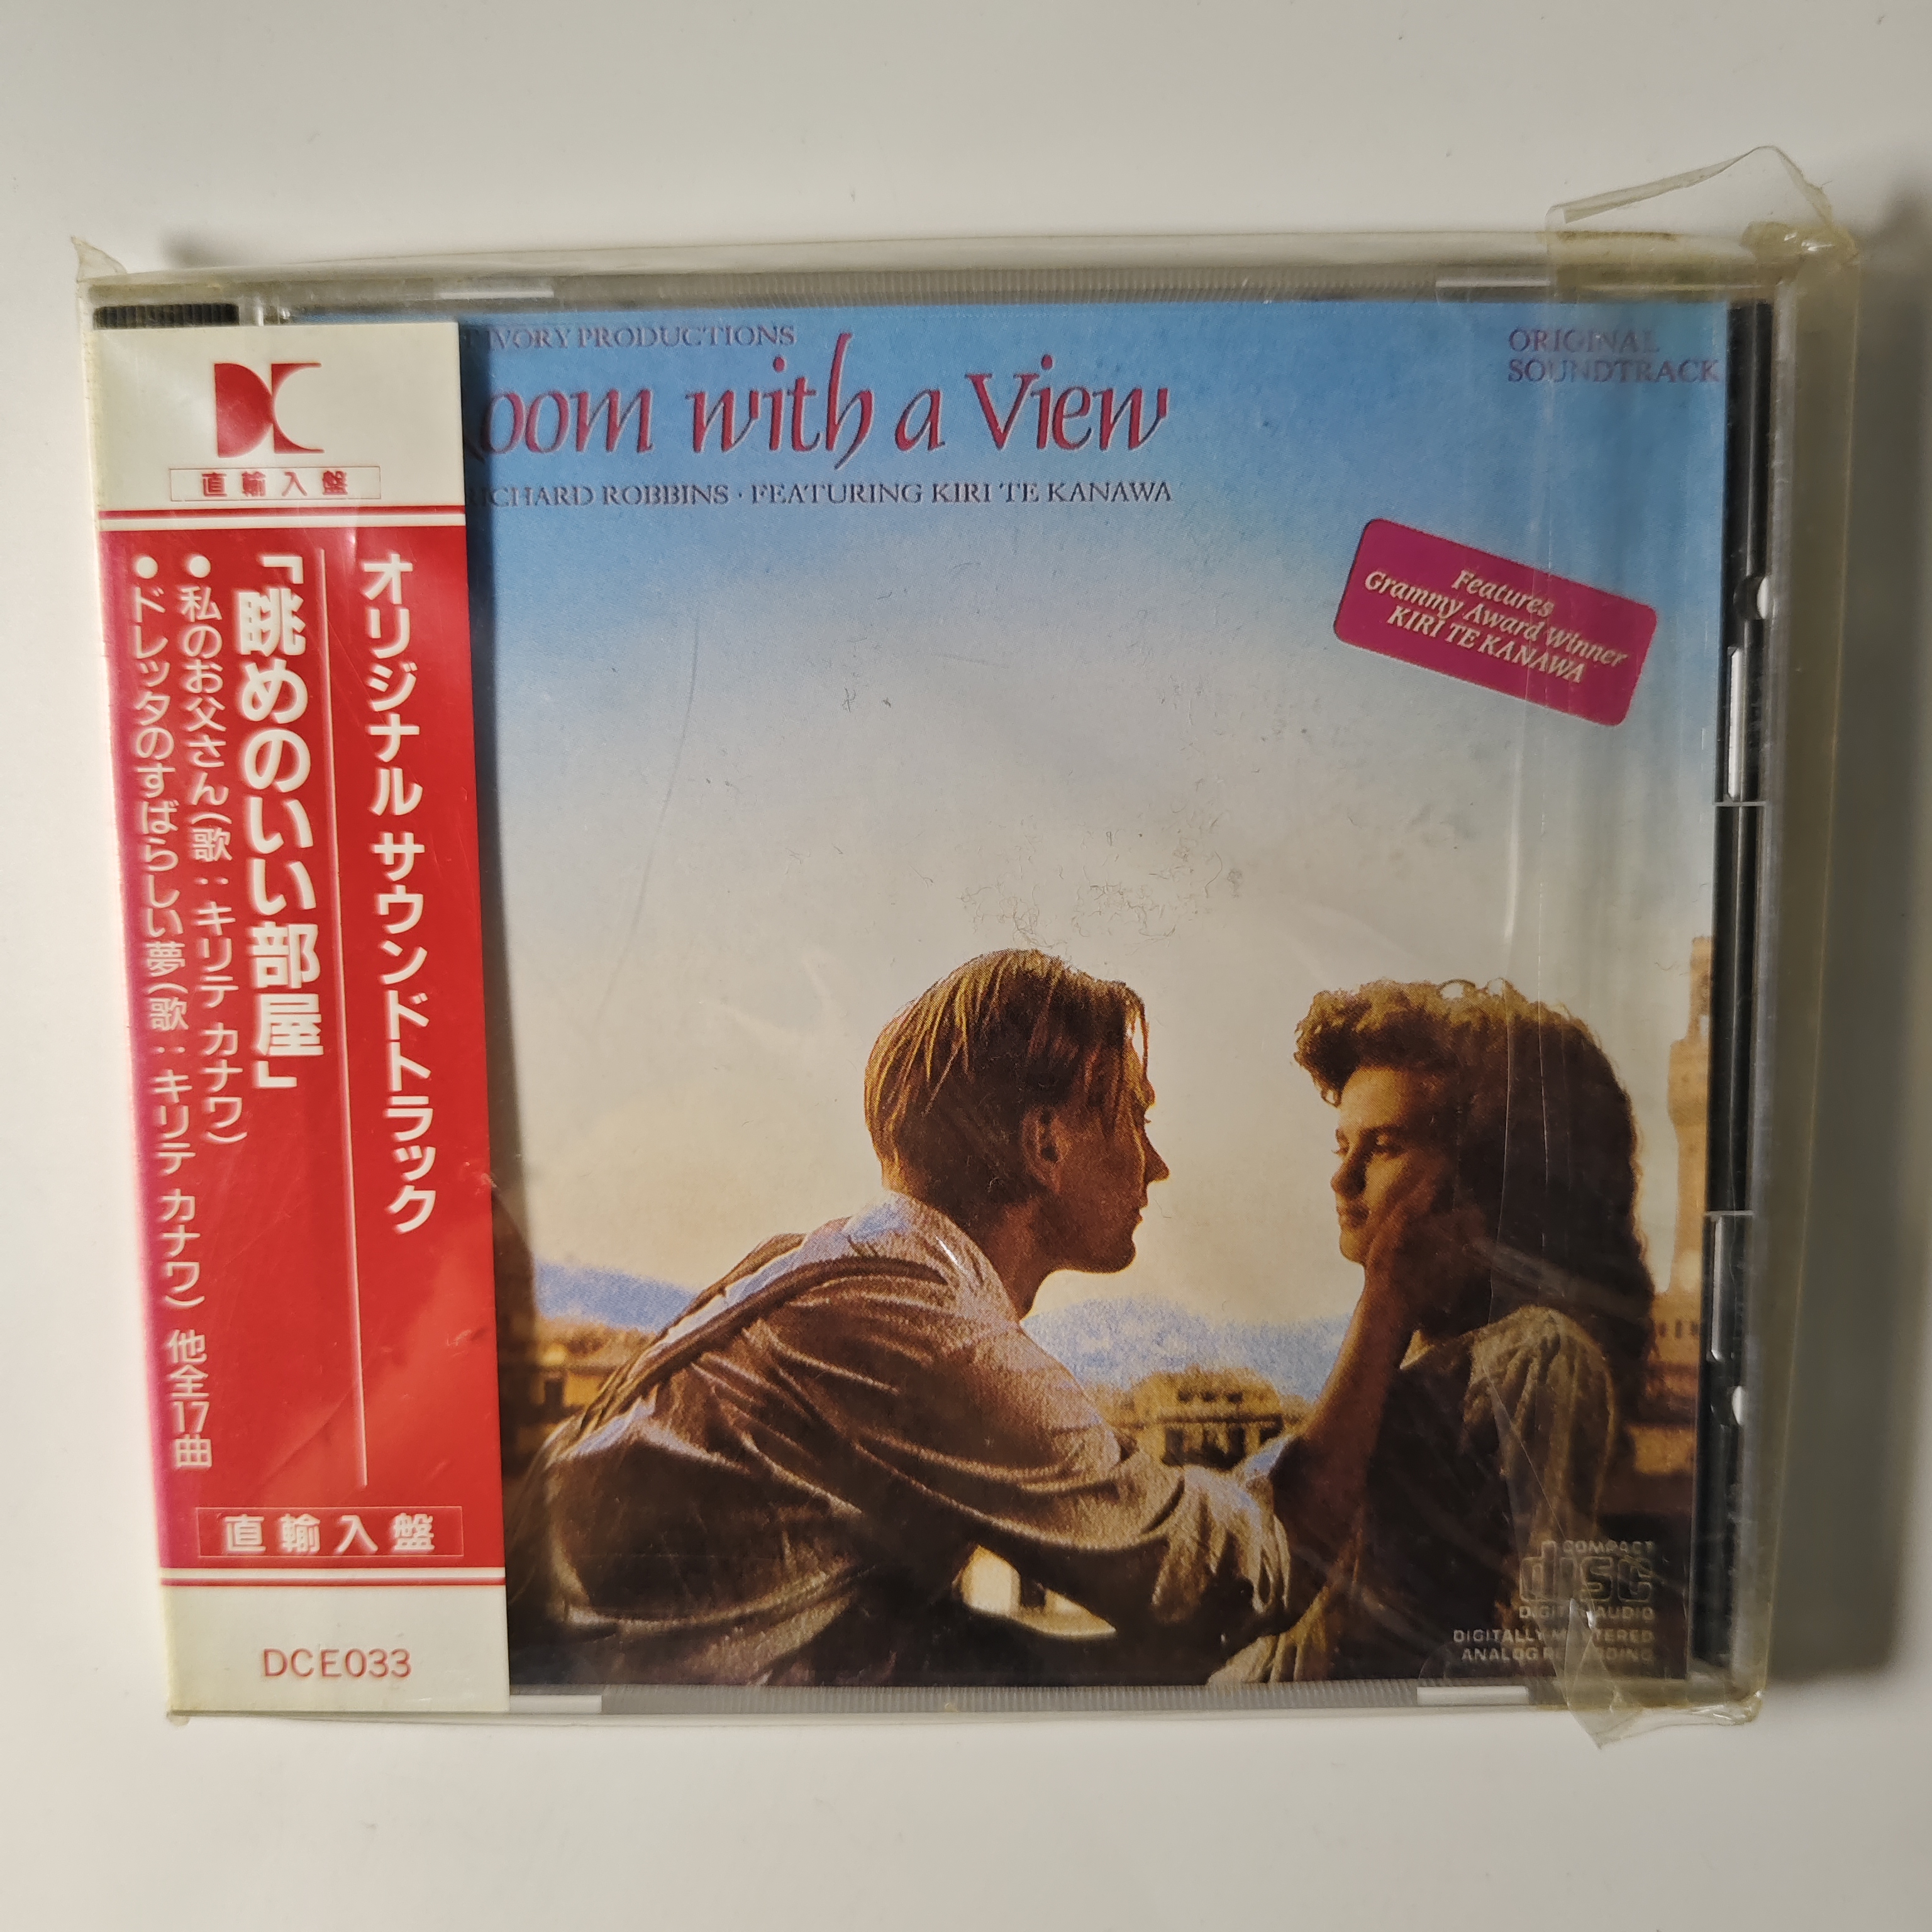 DC
直輸入盤
オリジナル サウンドトラック
「眺めのいい部屋」
●私のお父さん(歌:キリテ カナワ)
●ドレッタのすばらしい夢(歌:キリテ カナワ) 他全17曲
直輸入盤
DCE033
IVORY PRODUCTIONS
oom with a View
RICHARD ROBBINS · FEATURING KIRI TE KANAWA
ORIGINAL
SOUNDTRACK
Features
Grammy Award Winner
KIRI TE KANAWA
COMPACT
disc
DIGITAL AUDIO
DIGITALLY MASTERED
ANALOG RECORDING